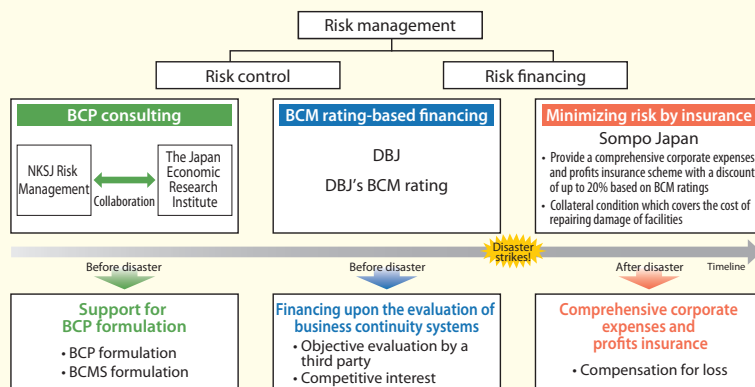 Risk management
Risk control
Risk financing
BCP consulting
NKSJ Risk
Management
Collaboration
The Japan
Economic
Research
Institute
BCM rating-based financing
DBJ
DBJ's BCM rating
Minimizing risk by insurance
Sompo Japan
• Provide a comprehensive corporate expenses
and profits insurance scheme with a discount
of up to 20% based on BCM ratings
• Collateral condition which covers the cost of
repairing damage of facilities
Disaster
strikes!
Before disaster
Before disaster
After disaster
Timeline
Support for
BCP formulation
• BCP formulation
• BCMS formulation
Financing upon the evaluation of
business continuity systems
• Objective evaluation by a
third party
• Competitive interest
Comprehensive corporate
expenses and
profits insurance
• Compensation for loss